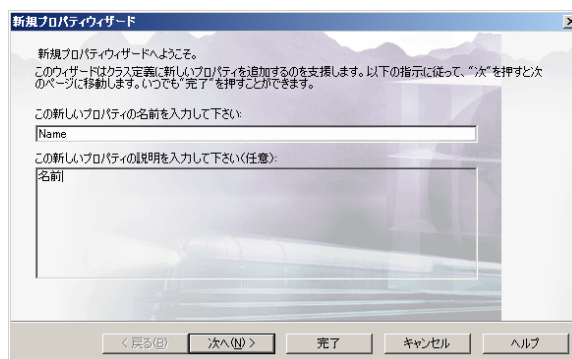 新規プロパティウィザード
新規プロパティウィザードへようこそ。
このウィザードはクラス定義に新しいプロパティを追加するのを支援します。以下の指示に従って、“次”を押すと次
のページに移動します。いつでも“完了”を押すことができます。
この新しいプロパティの名前を入力して下さい:
Name
この新しいプロパティの説明を入力して下さい(任意):
名前
< 戻る(B)
次へ(N) >
完了
キャンセル
ヘルプ